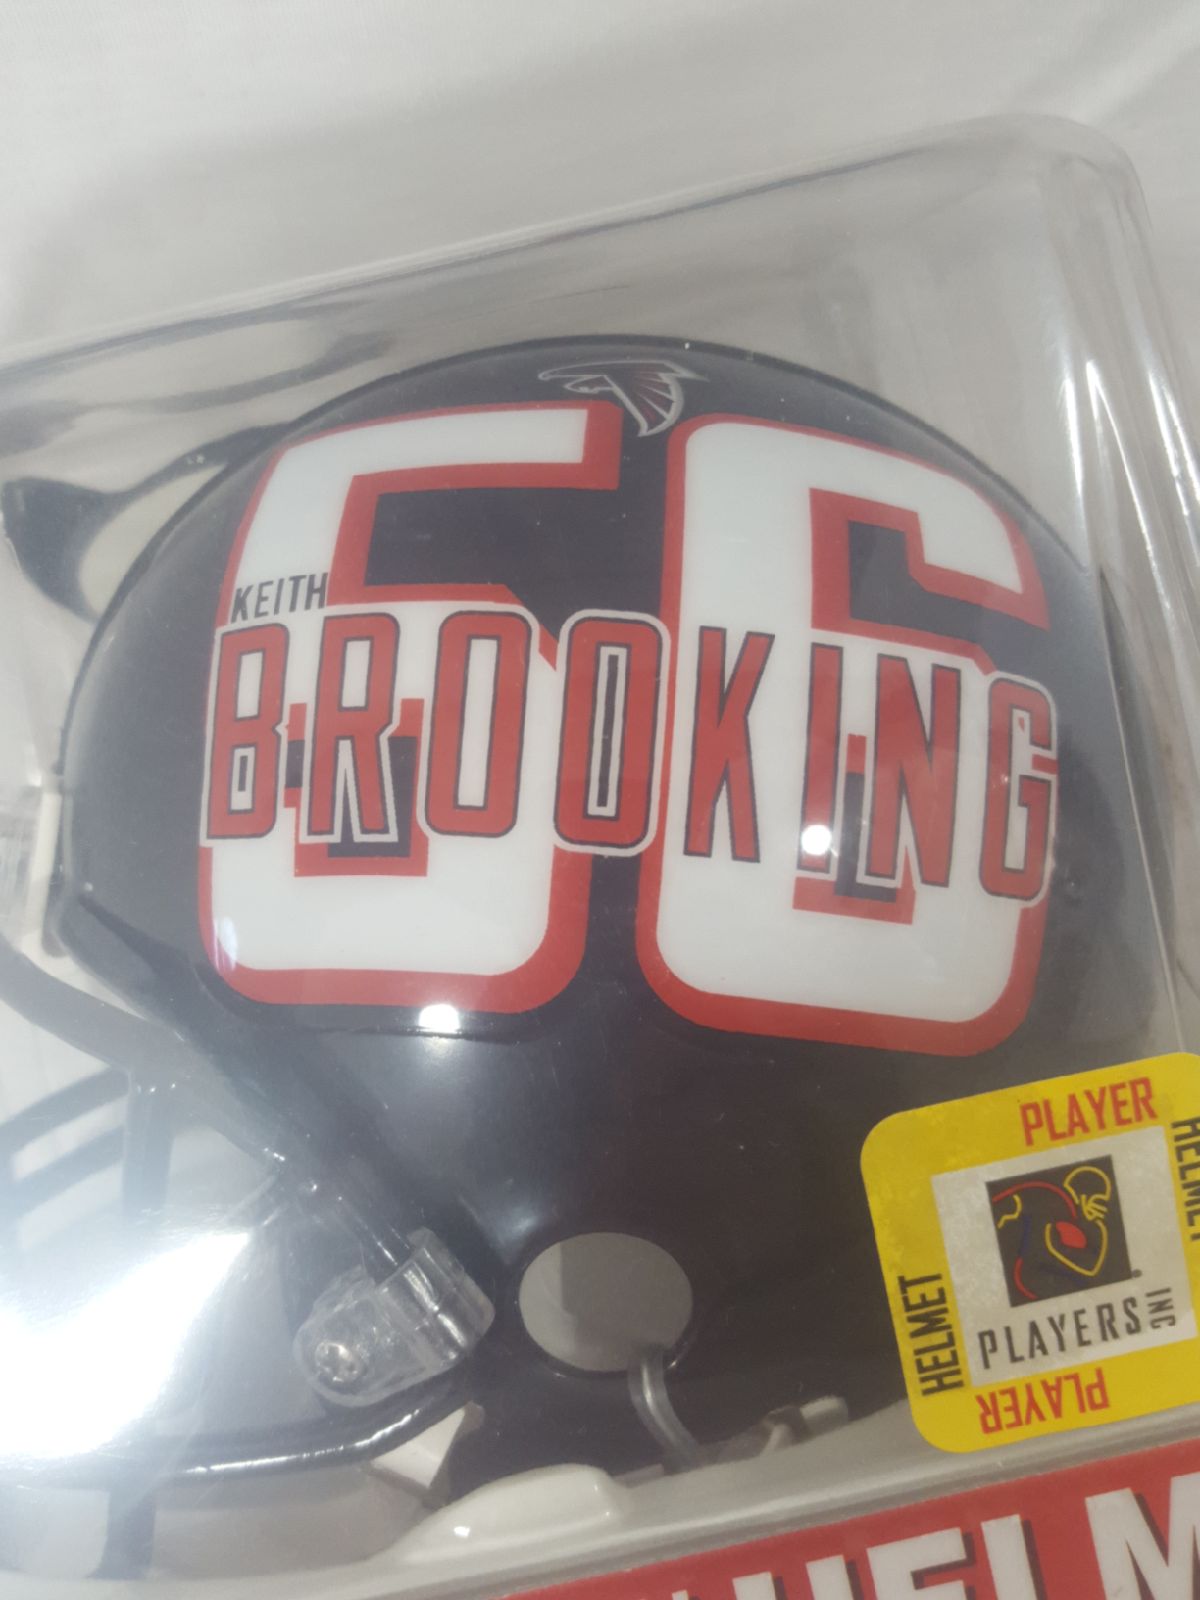 56
KEITH
BROOKING
PLAYER
HELMET
HELMET
PLAYERS INC
PLAYER